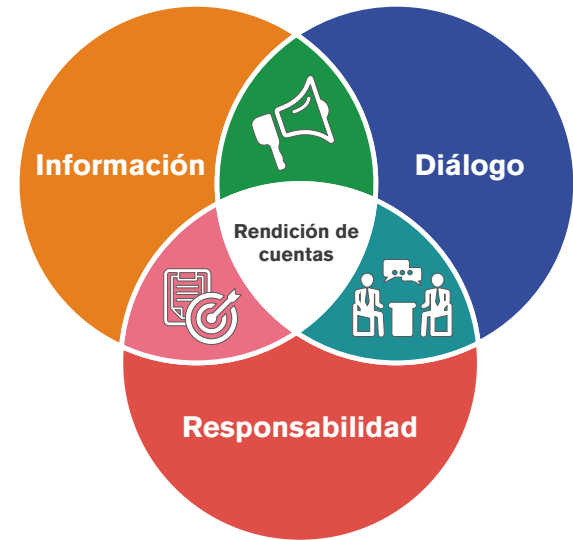 Información
Diálogo
Rendición de
cuentas
Responsabilidad